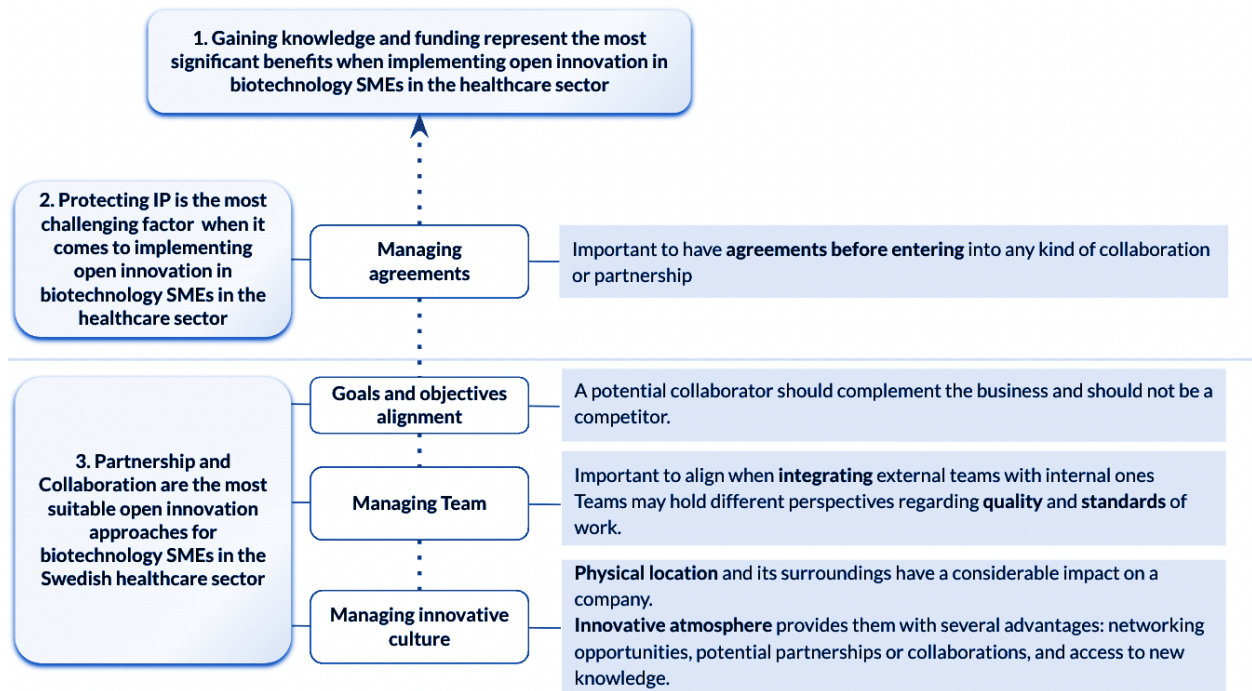 1. Gaining knowledge and funding represent the most
significant benefits when implementing open innovation in
biotechnology SMEs in the healthcare sector
2. Protecting IP is the most
challenging factor when it
comes to implementing
open innovation in
biotechnology SMEs in the
healthcare sector
Managing
agreements
Important to have agreements before entering into any kind of collaboration
or partnership
3. Partnership and
Collaboration are the most
suitable open innovation
approaches for
biotechnology SMEs in the
Swedish healthcare sector
Goals and objectives
alignment
A potential collaborator should complement the business and should not be a
competitor.
Managing Team
Important to align when integrating external teams with internal ones
Teams may hold different perspectives regarding quality and standards of
work.
Managing innovative
culture
Physical location and its surroundings have a considerable impact on a
company.
Innovative atmosphere provides them with several advantages: networking
opportunities, potential partnerships or collaborations, and access to new
knowledge.